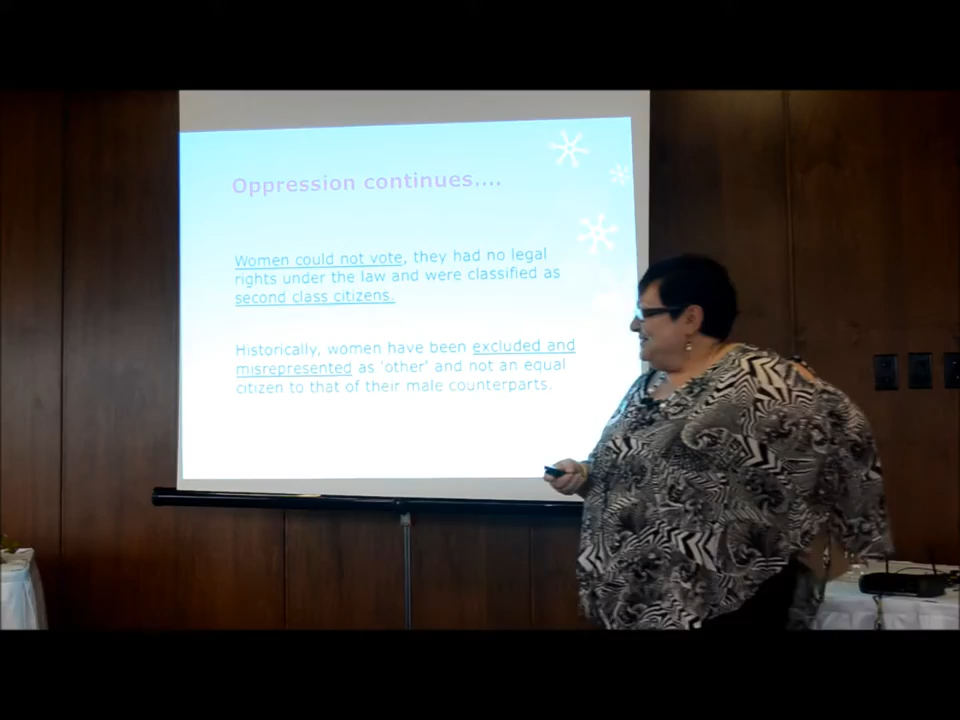 Oppression continues....
Women could not vote, they had no legal
rights under the law and were classified as
second class citizens.
Historically, women have been excluded and
misrepresented as 'other' and not an equal
citizen to that of their male counterparts.